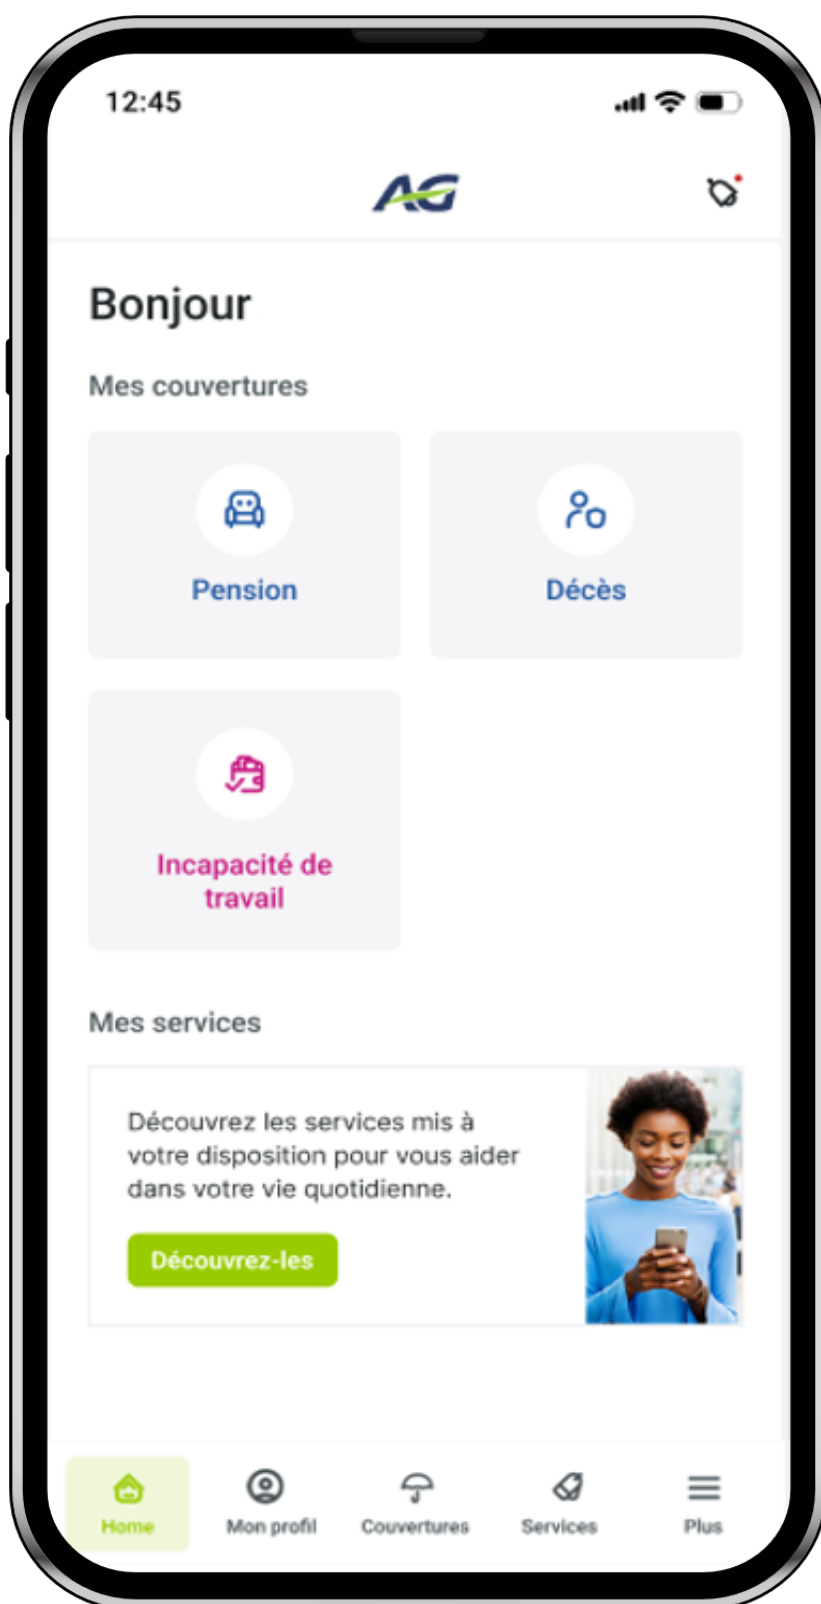 12:45
AG
Bonjour
Mes couvertures
Pension
Décès
Incapacité de
travail
Mes services
Découvrez les services mis à
votre disposition pour vous aider
dans votre vie quotidienne.
Découvrez-les
Home
Mon profil
Couvertures
Services
Plus